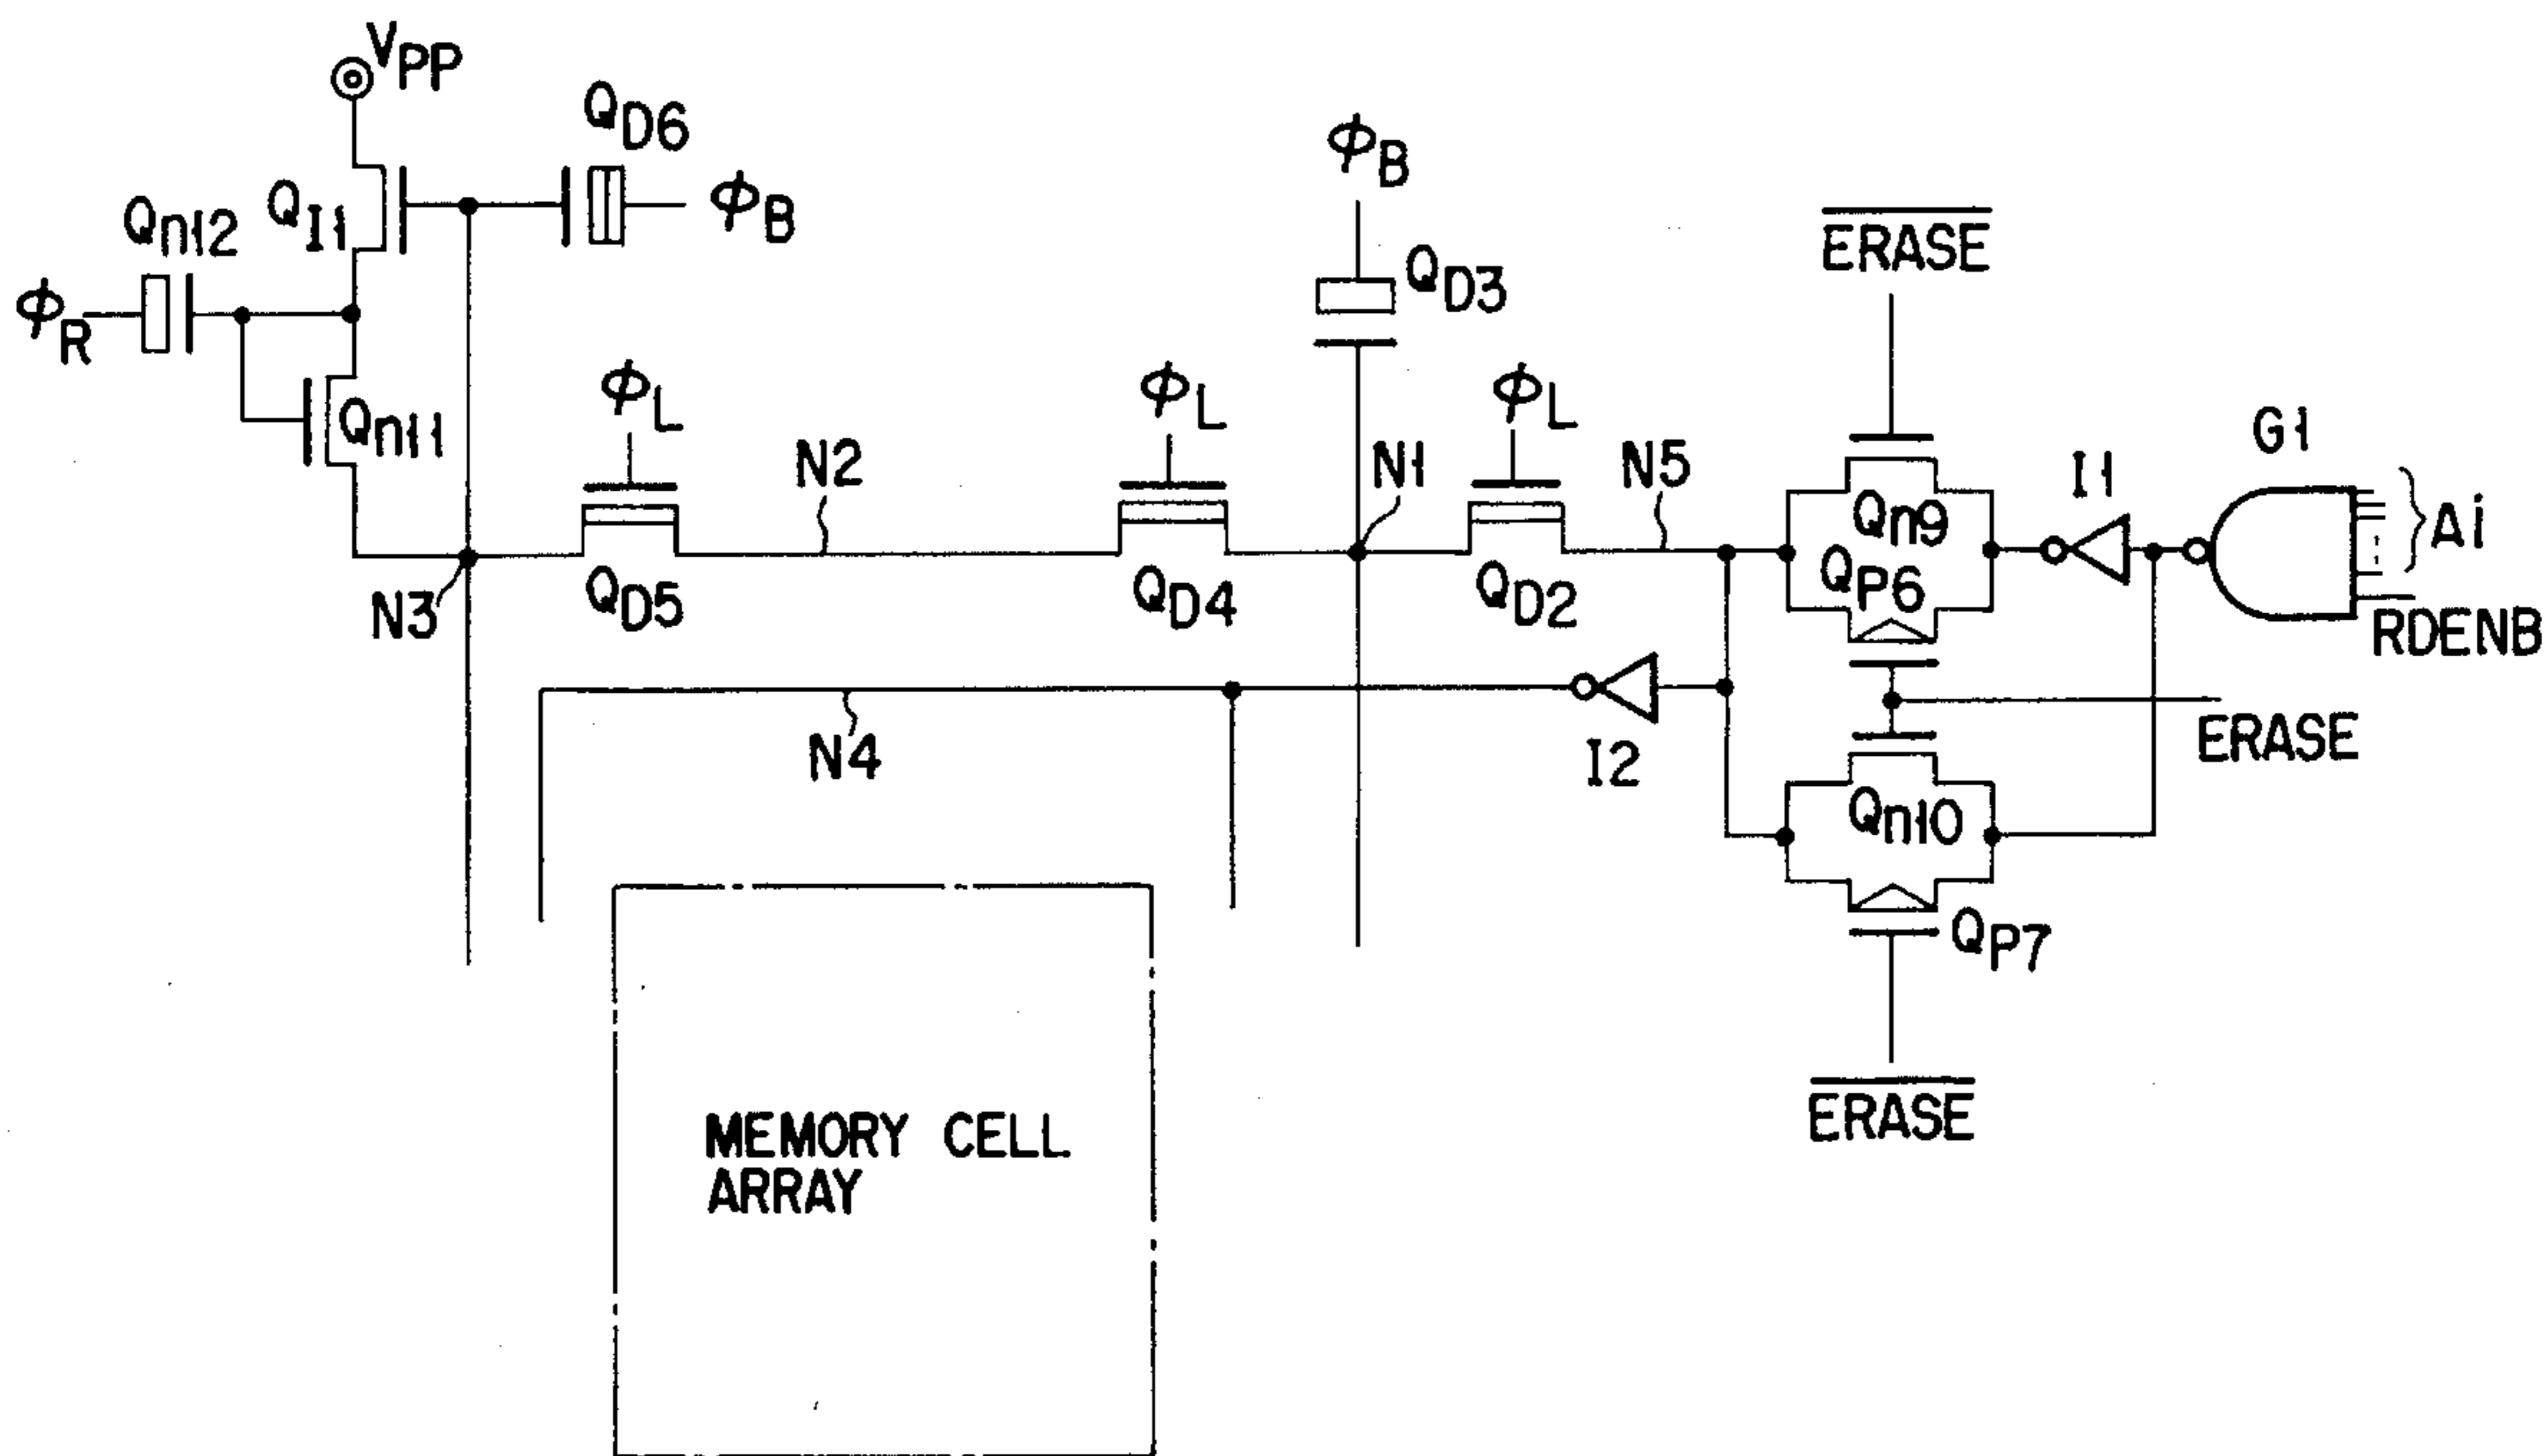 VPP
QD6
ϕB
ϕB
Qn12
QI1
QD3
ERASE
ϕR
Qn11
ϕL
ϕL
ϕL
G1
N2
N1
N5
I1
Ai
Qn9
QP6
N3
QD5
QD4
QD2
RDENB
N4
I2
ERASE
Qn10
QP7
MEMORY CELL
ARRAY
ERASE